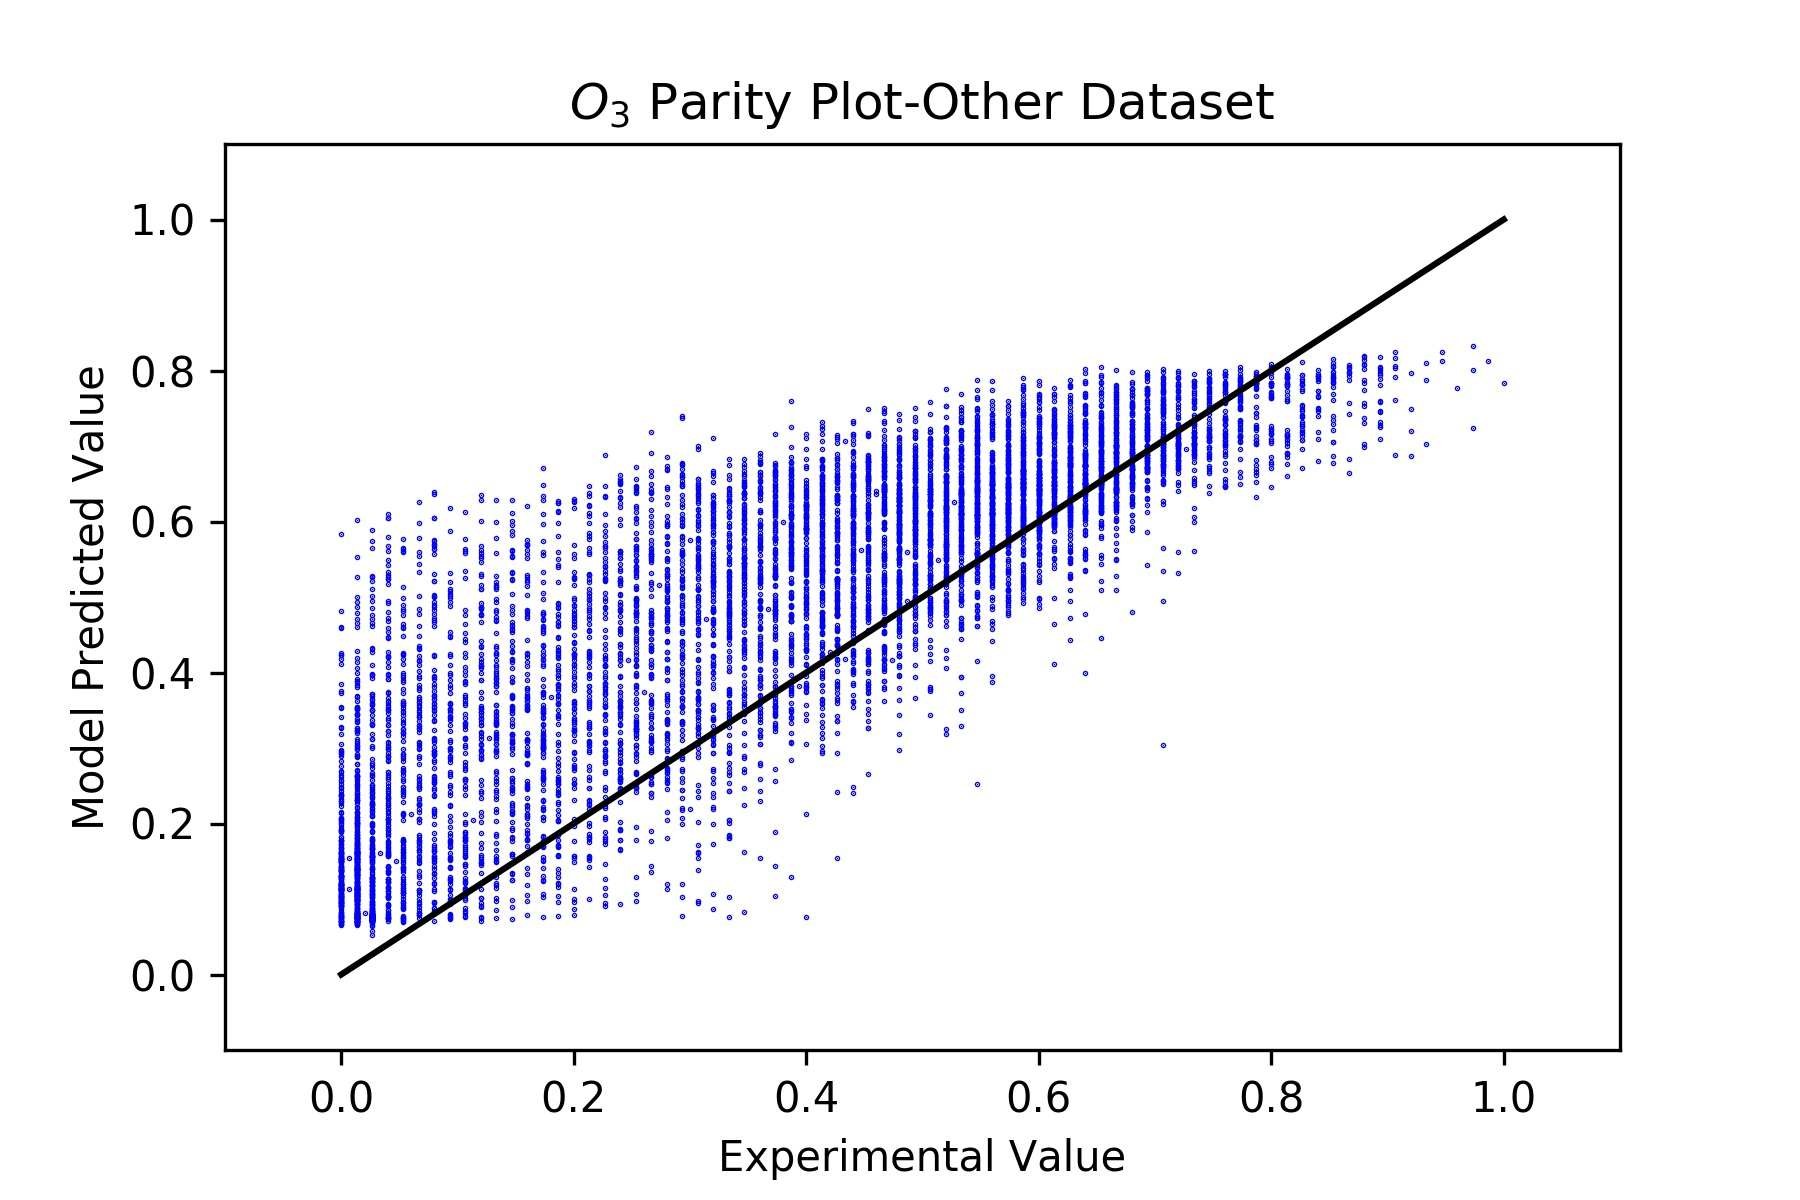 O₃ Parity Plot-Other Dataset
Model Predicted Value
1.0
0.8
0.6
0.4
0.2
0.0
0.0 0.2 0.4 0.6 0.8 1.0
Experimental Value